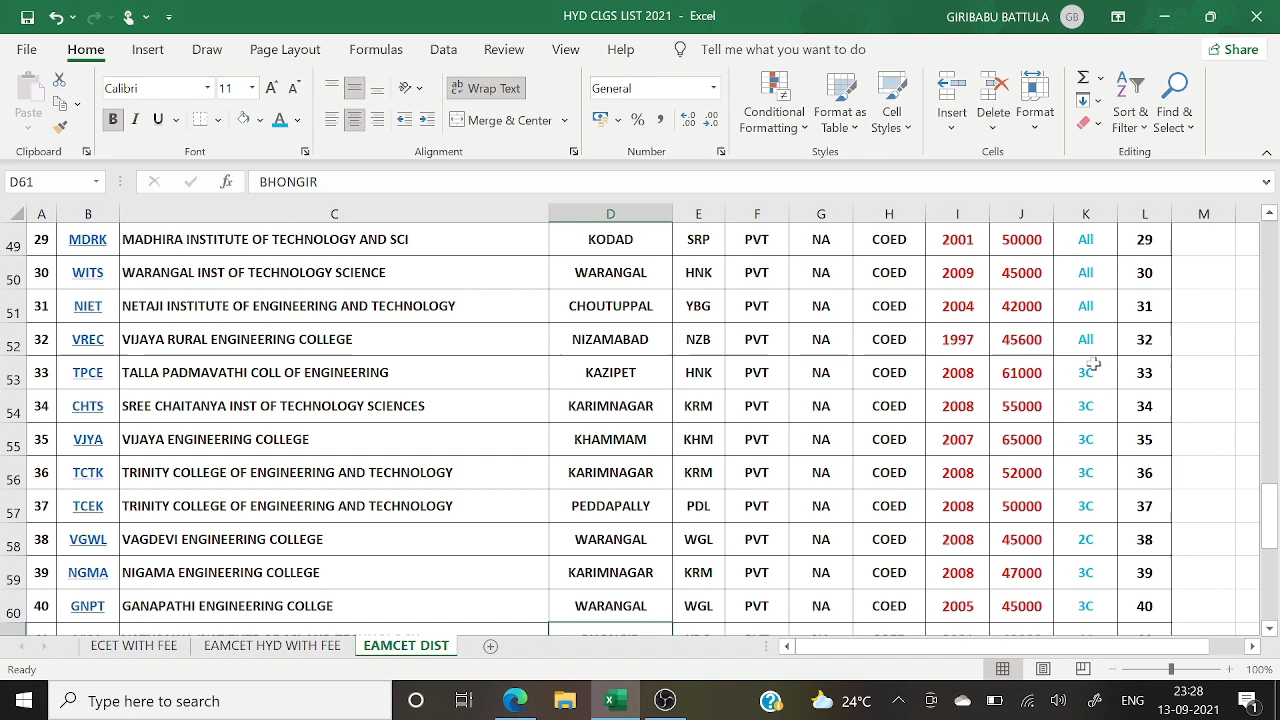 HYD CLGS LIST 2021 - Excel
GIRIBABU BATTULA GB
File Home Insert Draw Page Layout Formulas Data Review View Help Tell me what you want to do Share
Calibri 11 Wrap Text General
Paste B I U Merge & Center % Conditional Formatting Format as Table Cell Styles Insert Delete Format Sort & Filter Find & Select
Clipboard Font Alignment Number Styles Cells Editing
D61 fx BHONGIR
A B C D E F G H I J K L M
49 29 MDRK MADHIRA INSTITUTE OF TECHNOLOGY AND SCI KODAD SRP PVT NA COED 2001 50000 All 29
50 30 WITS WARANGAL INST OF TECHNOLOGY SCIENCE WARANGAL HNK PVT NA COED 2009 45000 All 30
51 31 NIET NETAJI INSTITUTE OF ENGINEERING AND TECHNOLOGY CHOUTUPPAL YBG PVT NA COED 2004 42000 All 31
52 32 VREC VIJAYA RURAL ENGINEERING COLLEGE NIZAMABAD NZB PVT NA COED 1997 45600 All 32
53 33 TPCE TALLA PADMAVATHI COLL OF ENGINEERING KAZIPET HNK PVT NA COED 2008 61000 3C 33
54 34 CHTS SREE CHAITANYA INST OF TECHNOLOGY SCIENCES KARIMNAGAR KRM PVT NA COED 2008 55000 3C 34
55 35 VJYA VIJAYA ENGINEERING COLLEGE KHAMMAM KHM PVT NA COED 2007 65000 3C 35
56 36 TCTK TRINITY COLLEGE OF ENGINEERING AND TECHNOLOGY KARIMNAGAR KRM PVT NA COED 2008 52000 3C 36
57 37 TCEK TRINITY COLLEGE OF ENGINEERING AND TECHNOLOGY PEDDAPALLY PDL PVT NA COED 2008 50000 3C 37
58 38 VGWL VAGDEVI ENGINEERING COLLEGE WARANGAL WGL PVT NA COED 2008 45000 2C 38
59 39 NGMA NIGAMA ENGINEERING COLLEGE KARIMNAGAR KRM PVT NA COED 2008 47000 3C 39
60 40 GNPT GANAPATHI ENGINEERING COLLGE WARANGAL WGL PVT NA COED 2005 45000 3C 40
ECET WITH FEE EAMCET HYD WITH FEE EAMCET DIST
Ready 100%
Type here to search 24°C ENG 23:28
13-09-2021 1